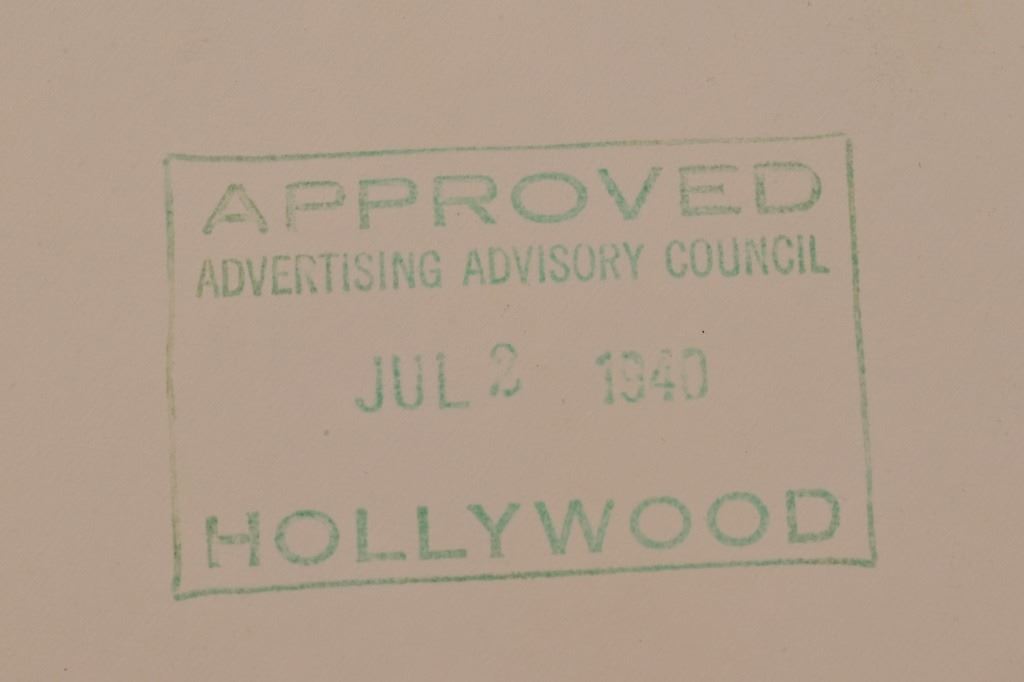 APPROVED
ADVERTISING ADVISORY COUNCIL
JUL 2 1940
HOLLYWOOD